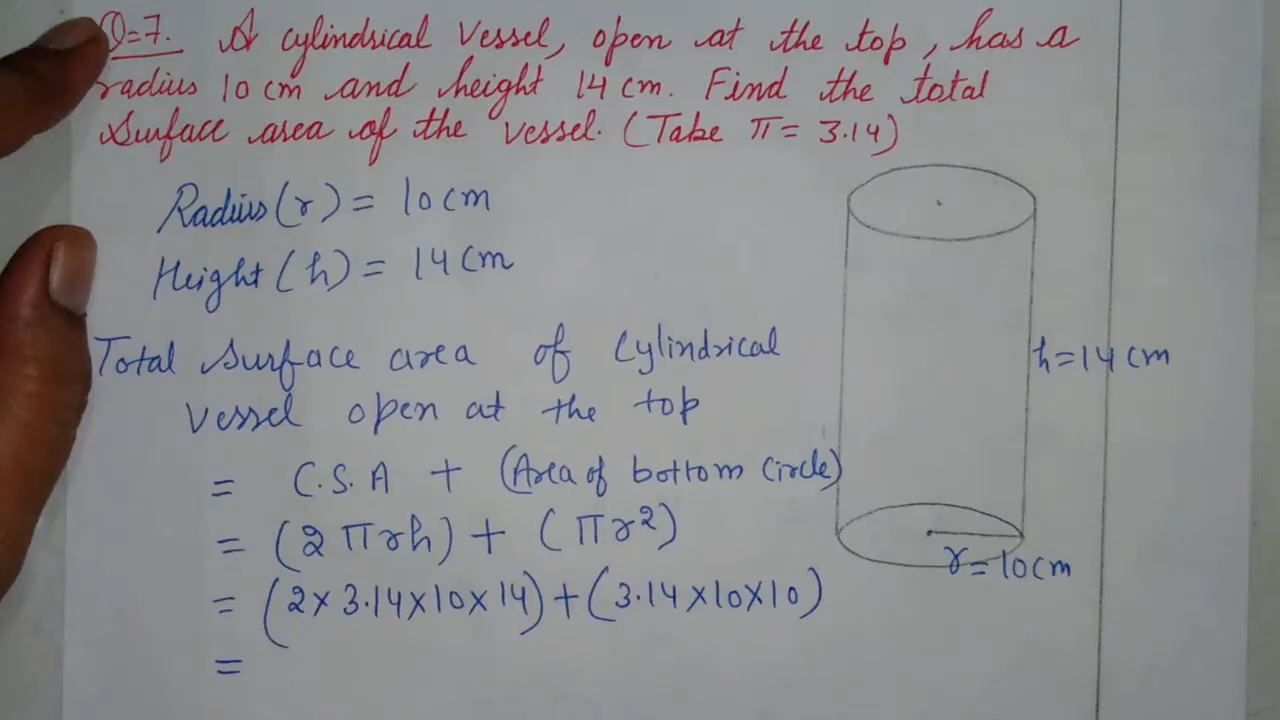 Q=7. A cylindrical vessel, open at the top, has a
radius 10 cm and height 14 cm. Find the total
surface area of the vessel. (Take π = 3.14)
Radius (r) = 10 cm
Height (h) = 14 cm
Total surface area of cylindrical
vessel open at the top
= C.S.A + (Area of bottom circle)
= (2πrh) + (πr²)
= (2×3.14×10×14)+(3.14×10×10)
=
h=14 cm
r=10cm